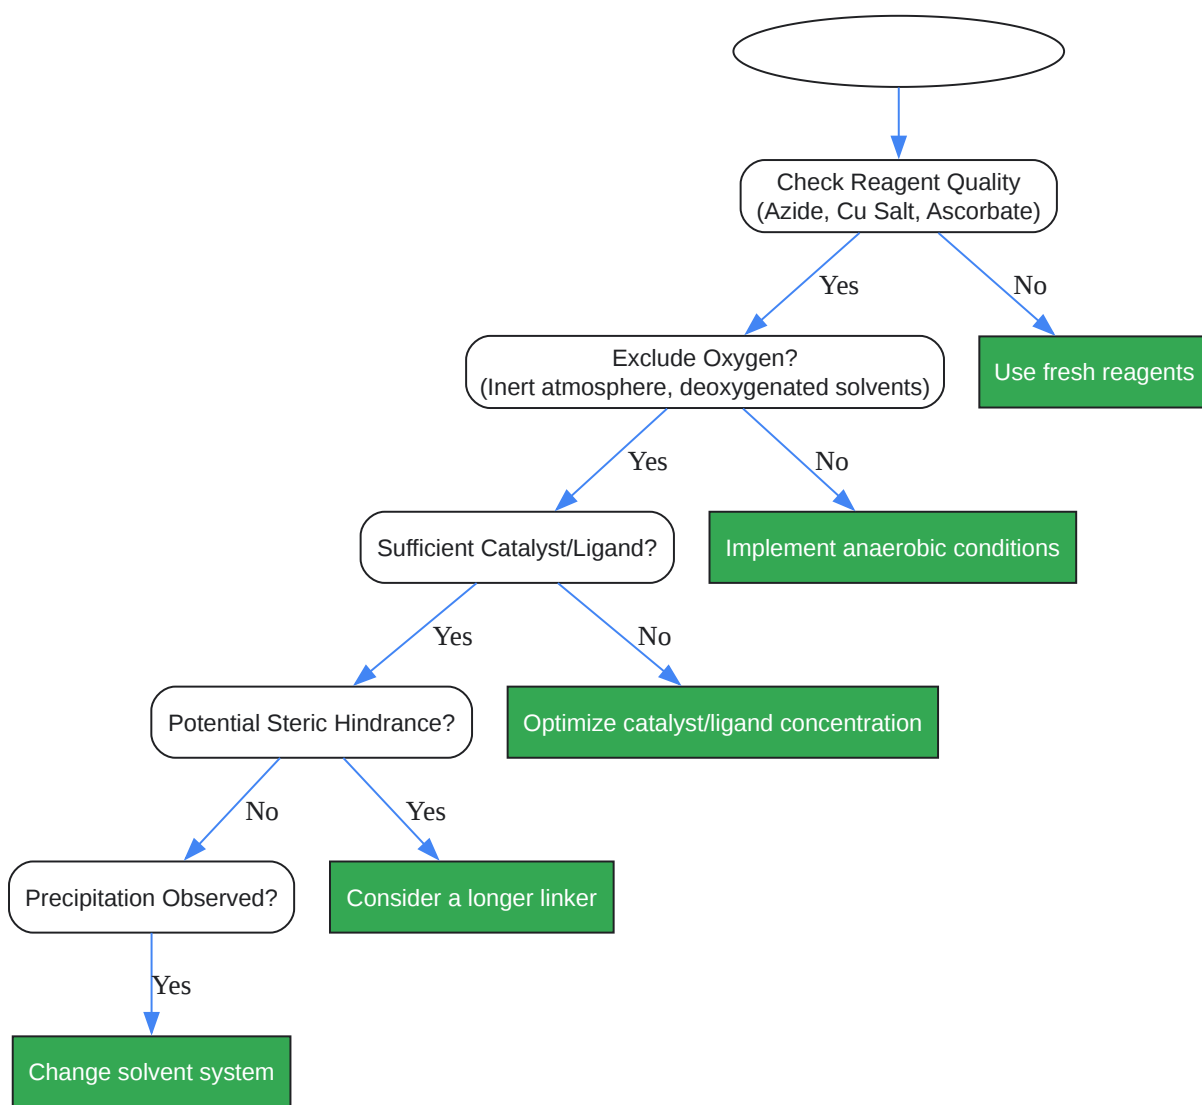 Check Reagent Quality
(Azide, Cu Salt, Ascorbate)
Yes
No
Exclude Oxygen?
(Inert atmosphere, deoxygenated solvents)
Use fresh reagents
Yes
No
Sufficient Catalyst/Ligand?
Implement anaerobic conditions
Yes
No
Potential Steric Hindrance?
Optimize catalyst/ligand concentration
No
Yes
Precipitation Observed?
Consider a longer linker
Yes
Change solvent system